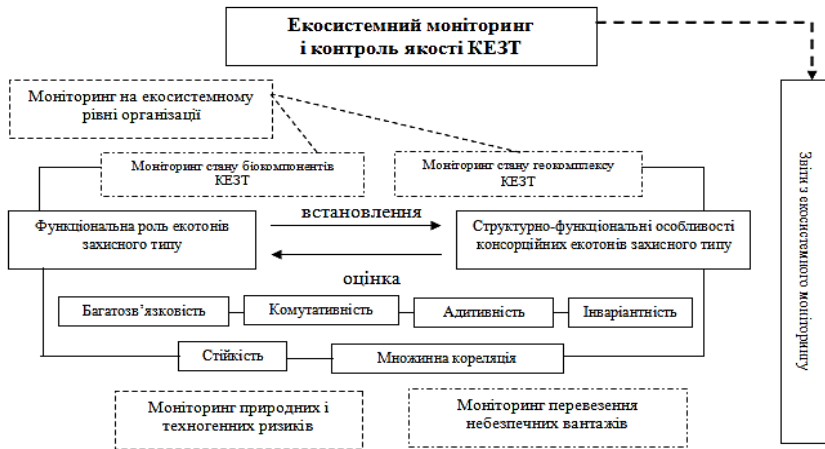 Екосистемний моніторинг
і контроль якості КЕЗТ
Моніторинг на екосистемному
рівні організації
Моніторинг стану біокомпонентів
КЕЗТ
Моніторинг стану геокомплексу
КЕЗТ
Функціональна роль екотонів
захисного типу
встановлення
оцінка
Структурно-функціональні особливості
консорційних екотонів захисного типу
Багатозв’язковість
Комутативність
Адитивність
Інваріантність
Стійкість
Множинна кореляція
Моніторинг природних і
техногенних ризиків
Моніторинг перевезення
небезпечних вантажів
Звіти з екосистемного моніторингу